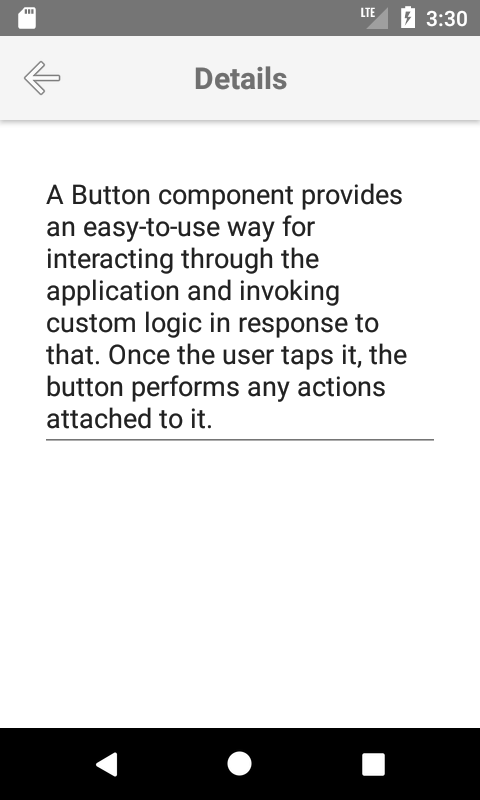 LTE 3:30
Details
A Button component provides
an easy-to-use way for
interacting through the
application and invoking
custom logic in response to
that. Once the user taps it, the
button performs any actions
attached to it.